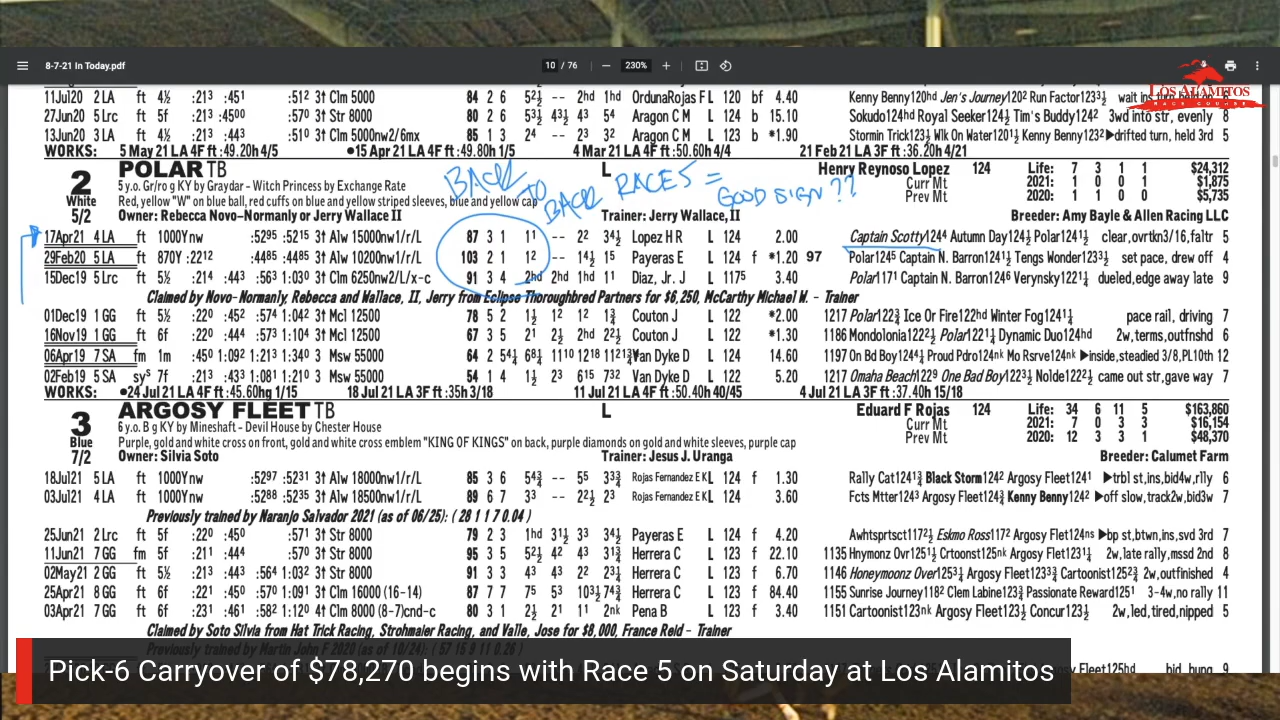 8-7-21 In Today.pdf
10 / 76
230%
LOS ALAMITOS
RACE COURSE
11Jul20 2 LA ft 4½ :21³ :45¹ :51² 3↑ Clm 5000 84 2 6 52½ -- 2hd 1hd OrdunaRojas F L 120 bf 4.40 Kenny Benny120hd Jen's Journey120² Run Factor123³½
27Jun20 5 Lrc ft 5f :21³ :45⁰⁰ :57⁰ 3↑ Str 8000 80 2 6 53½ 43½ 43 54 Aragon C M L 124 b 15.10 Sokudo124hd Royal Seeker124½ Tim's Buddy124² 3wd into str, evenly 8
13Jun20 3 LA ft 4½ :21³ :44³ :51⁰ 3↑ Clm 5000nw2/6mx 85 1 3 24 -- 23 32 Aragon C M L 123 b *1.90 Stormin Trick123½ Wlk On Water120¹½ Kenny Benny123² ▶drifted turn, held 3rd 5
WORKS: 5 May 21 LA 4F ft :49.20h 4/5 •15 Apr 21 LA 4F ft :49.80h 1/5 4 Mar 21 LA 4F ft :50.60h 4/4 21 Feb 21 LA 3F ft :36.20h 4/21
2 POLAR TB L Henry Reynoso Lopez 124 Life: 7 3 1 1 $24,312
5 y.o. Gr/ro g KY by Graydar - Witch Princess by Exchange Rate Curr Mt 2021: 1 0 0 1 $1,875
White Red, yellow "W" on blue ball, red cuffs on blue and yellow striped sleeves, blue and yellow cap Prev Mt 2020: 1 1 0 0 $5,735
BACK TO BACK RACES = GOOD SIGN ??
5/2 Owner: Rebecca Novo-Normanly or Jerry Wallace II Trainer: Jerry Wallace, II Breeder: Amy Bayle & Allen Racing LLC
17Apr21 4 LA ft 1000Ynw :52⁹⁵ :52¹⁵ 3↑ Alw 15000nw1/r/L 87 3 1 1¹ -- 22 34½ Lopez H R L 124 2.00 Captain Scotty124⁴ Autumn Day124½ Polar124¹½ clear,ovrtkn3/16,faltr 5
29Feb20 5 LA ft 870Y :22¹² :44⁸⁵ :44⁸⁵ 3↑ Alw 10200nw1/r/L 103 2 1 1² -- 14½ 15 Payeras E L 124 f *1.20 97 Polar124⁵ Captain N. Barron124¹½ Tengs Wonder123½ set pace, drew off 4
15Dec19 5 Lrc ft 5½ :21⁴ :44³ :56³ 1:03⁰ 3↑ Clm 6250nw2/L/x-c 91 3 4 2hd 2hd 1hd 11 Diaz, Jr. J L 117⁵ 3.40 Polar117¹ Captain N. Barron124⁶ Verynsky122¹¼ dueled,edge away late 9
Claimed by Novo-Normanly, Rebecca and Wallace, II, Jerry from Eclipse Thoroughbred Partners for $6,250, McCarthy Michael W. - Trainer
01Dec19 1 GG ft 5½ :22⁰ :45² :57⁴ 1:04² 3 Mcl 12500 78 5 2 1½ 1² 1² 1¾ Couton J L 122 *2.00 1217 Polar122¾ Ice Or Fire122hd Winter Fog124¹¼ pace rail, driving 7
16Nov19 1 GG ft 6f :22⁰ :44⁴ :57³ 1:10⁴ 3 Mcl 12500 67 3 5 21 2½ 2hd 22½ Couton J L 122 *1.30 1186 Mondolonia122½ Polar122¹¼ Dynamic Duo124hd 2w,terms,outfnshd 6
06Apr19 7 SA fm 1m :45⁰ 1:09² 1:21³ 1:34⁰ 3 Msw 55000 64 2 54¼ 68¼ 11¹⁰ 12¹⁸ Van Dyke D L 124 14.60 1197 On Bd Boy124⁴¼ Proud Pdro124nk Mo Rsrve124nk ▶inside,steadied 3/8,PL10th 12
02Feb19 5 SA syˢ 7f :21³ :43³ 1:08¹ 1:21⁰ 3 Msw 55000 54 1 4 1½ 23 615 732 Van Dyke D L 122 5.20 1217 Omaha Beach122⁹ One Bad Boy122³½ Nolde122²½ came out str,gave way 7
WORKS: •24 Jul 21 LA 4F ft :45.60hg 1/15 18 Jul 21 LA 3F ft :35h 3/18 11 Jul 21 LA 4F ft :50.40h 40/45 4 Jul 21 LA 3F ft :37.40h 15/18
3 ARGOSY FLEET TB L Eduard F Rojas 124 Life: 34 6 11 5 $163,860
6 y.o. B g KY by Mineshaft - Devil House by Chester House Curr Mt 2021: 7 0 3 3 $16,154
Blue Purple, gold and white cross on front, gold and white cross emblem "KING OF KINGS" on back, purple diamonds on gold and white sleeves, purple cap Prev Mt 2020: 12 3 3 1 $48,370
7/2 Owner: Silvia Soto Trainer: Jesus J. Uranga Breeder: Calumet Farm
18Jul21 5 LA ft 1000Ynw :52⁹⁷ :52³¹ 3↑ Alw 18000nw1/r/L 85 3 6 54¾ -- 55 33¾ Rojas Fernandez E K L 124 f 1.30 Rally Cat124¹¾ Black Storm124² Argosy Fleet124¹ ▶trbl st,ins,bid4w,rlly 6
03Jul21 4 LA ft 1000Ynw :52⁸⁸ :52³⁵ 3↑ Alw 18500nw1/r/L 89 6 7 33 -- 22½ 23 Rojas Fernandez E K L 124 3.60 Fcts Mtter124³ Argosy Fleet124¾ Kenny Benny124² ▶off slow,track2w,bid3w 7
Previously trained by Naranjo Salvador 2021 (as of 06/25): ( 28 1 1 7 0.04 )
25Jun21 2 Lrc ft 5f :22⁰ :45⁰ :57¹ 3↑ Str 8000 79 2 3 1hd 31½ 33 34½ Payeras E L 124 f 4.20 Awhtsprtsct117²½ Eskmo Ross117² Argosy Fleet124ns ▶bp st,btwn,ins,svd 3rd 7
11Jun21 7 GG fm 5f :21¹ :44⁴ :57⁰ 3↑ Str 8000 95 3 5 52½ 42 43 31¾ Herrera C L 123 f 22.10 1135 Hnymonz Ovr125¹½ Crtoonst125nk Argosy Fleet123¹¼ 2w,late rally,mssd 2nd 8
02May21 2 GG ft 5½ :21³ :44³ :56⁴ 1:03² 3↑ Str 8000 91 3 3 43 43 22 23¼ Herrera C L 123 f 6.70 1146 Honeymoonz Over125³¼ Argosy Fleet123³¾ Cartoonist125²¾ 2w,outfinished 4
25Apr21 8 GG ft 6f :22¹ :45⁰ :57⁰ 1:09¹ 3↑ Clm 16000 (16-14) 87 7 7 75 53 103½ 74¾ Herrera C L 123 f 84.40 1155 Sunrise Journey118² Clem Labine123¾ Passionate Reward125¹ 3-4w,no rally 11
03Apr21 7 GG ft 6f :23¹ :46¹ :58² 1:12⁰ 4↑ Clm 8000 (8-7)cnd-c 80 3 1 2½ 21 11 2nk Pena B L 123 f 3.40 1151 Cartoonist123nk Argosy Fleet123½ Concur123½ 2w,led,tired,nipped 5
Claimed by Soto Silvia from Hat Trick Racing, Strohmaier Racing, and Valle, Jose for $8,000, France Reid - Trainer
Previously trained by Martin John F 2020 (as of 10/24): ( 57 15 9 11 0.26 )
Fleet125hd bid, hung 9
Pick-6 Carryover of $78,270 begins with Race 5 on Saturday at Los Alamitos